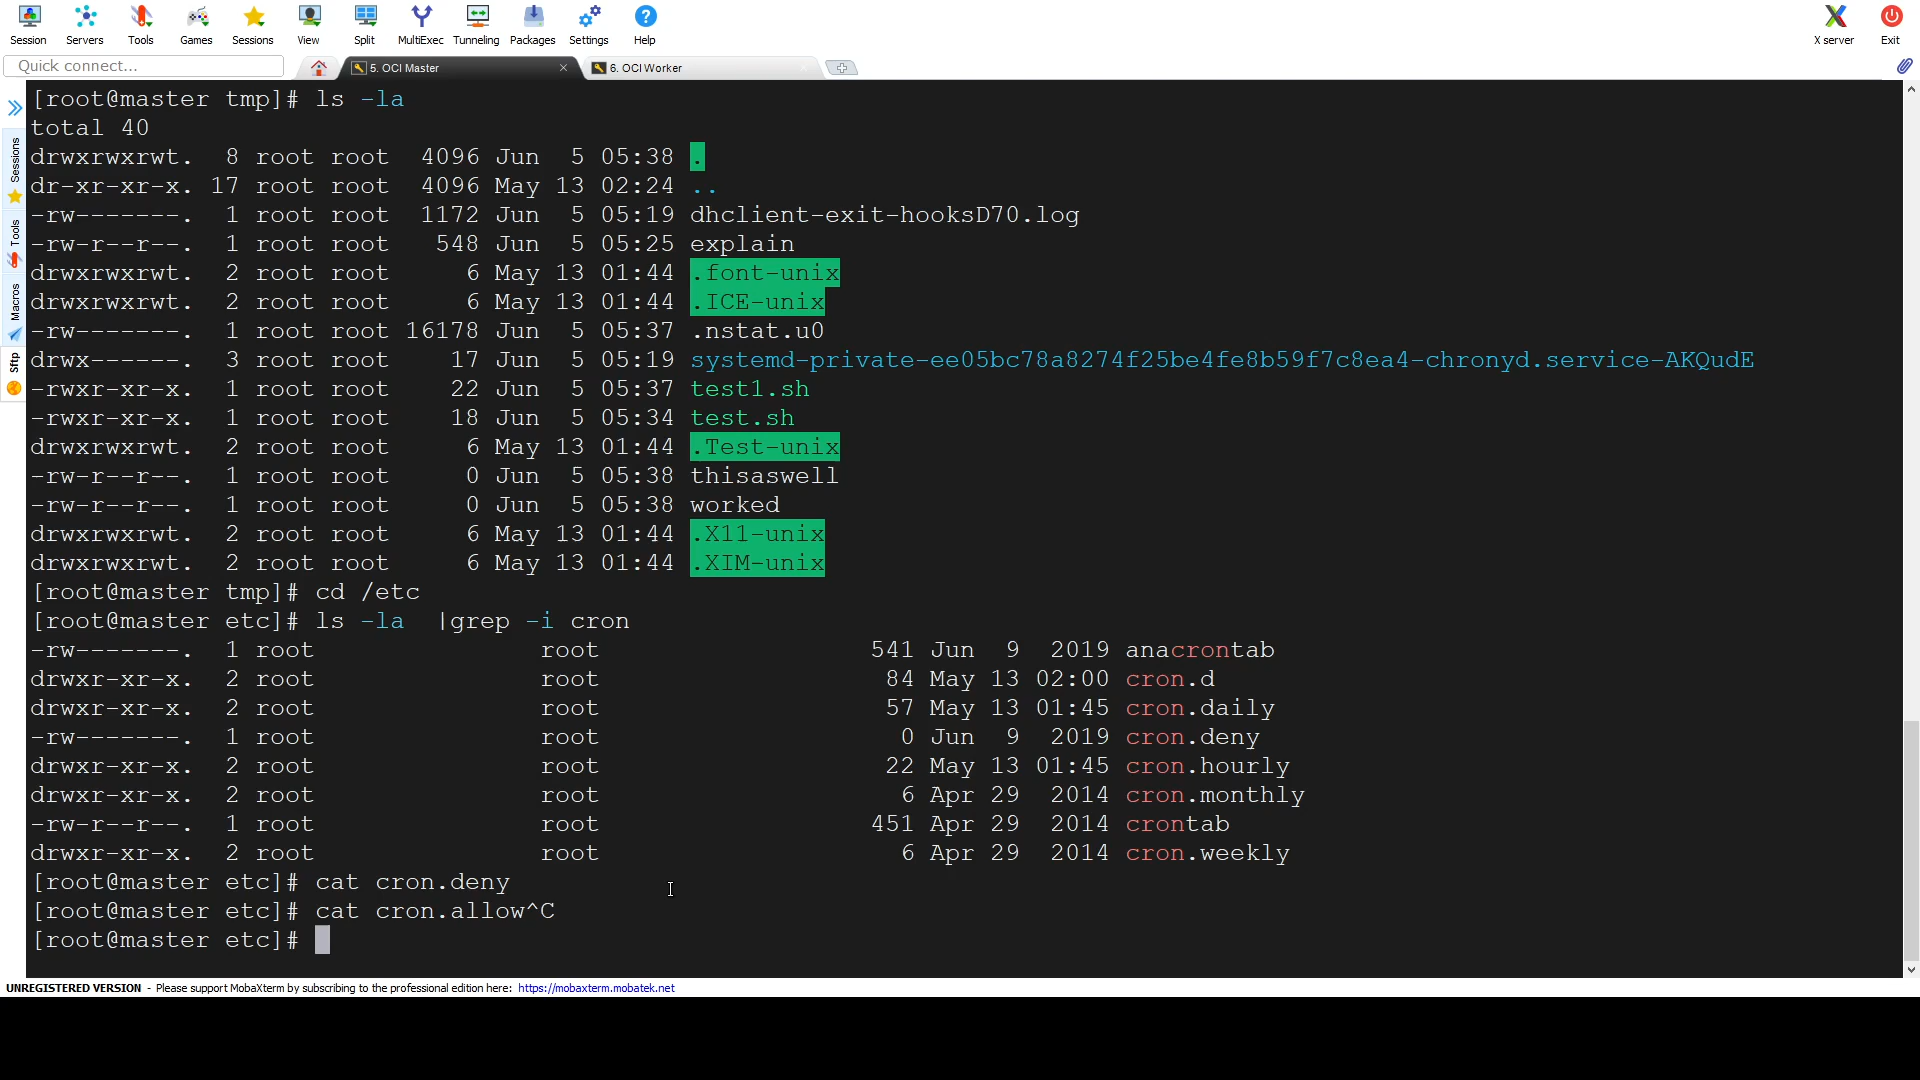 Session Servers Tools Games Sessions View Split MultiExec Tunneling Packages Settings Help X server Exit
Quick connect... 5. OCI Master 6. OCI Worker
Sessions
Tools
Macros
Sftp
[root@master tmp]# ls -la
total 40
drwxrwxrwt.  8 root root  4096 Jun  5 05:38 .
dr-xr-xr-x. 17 root root  4096 May 13 02:24 ..
-rw-------.  1 root root  1172 Jun  5 05:19 dhclient-exit-hooksD70.log
-rw-r--r--.  1 root root   548 Jun  5 05:25 explain
drwxrwxrwt.  2 root root     6 May 13 01:44 .font-unix
drwxrwxrwt.  2 root root     6 May 13 01:44 .ICE-unix
-rw-------.  1 root root 16178 Jun  5 05:37 .nstat.u0
drwx------.  3 root root    17 Jun  5 05:19 systemd-private-ee05bc78a8274f25be4fe8b59f7c8ea4-chronyd.service-AKQudE
-rwxr-xr-x.  1 root root    22 Jun  5 05:37 test1.sh
-rwxr-xr-x.  1 root root    18 Jun  5 05:34 test.sh
drwxrwxrwt.  2 root root     6 May 13 01:44 .Test-unix
-rw-r--r--.  1 root root     0 Jun  5 05:38 thisaswell
-rw-r--r--.  1 root root     0 Jun  5 05:38 worked
drwxrwxrwt.  2 root root     6 May 13 01:44 .X11-unix
drwxrwxrwt.  2 root root     6 May 13 01:44 .XIM-unix
[root@master tmp]# cd /etc
[root@master etc]# ls -la  |grep -i cron
-rw-------.  1 root               root                  541 Jun  9  2019 anacrontab
drwxr-xr-x.  2 root               root                   84 May 13 02:00 cron.d
drwxr-xr-x.  2 root               root                   57 May 13 01:45 cron.daily
-rw-------.  1 root               root                    0 Jun  9  2019 cron.deny
drwxr-xr-x.  2 root               root                   22 May 13 01:45 cron.hourly
drwxr-xr-x.  2 root               root                    6 Apr 29  2014 cron.monthly
-rw-r--r--.  1 root               root                  451 Apr 29  2014 crontab
drwxr-xr-x.  2 root               root                    6 Apr 29  2014 cron.weekly
[root@master etc]# cat cron.deny
[root@master etc]# cat cron.allow^C
[root@master etc]#
UNREGISTERED VERSION - Please support MobaXterm by subscribing to the professional edition here: https://mobaxterm.mobatek.net